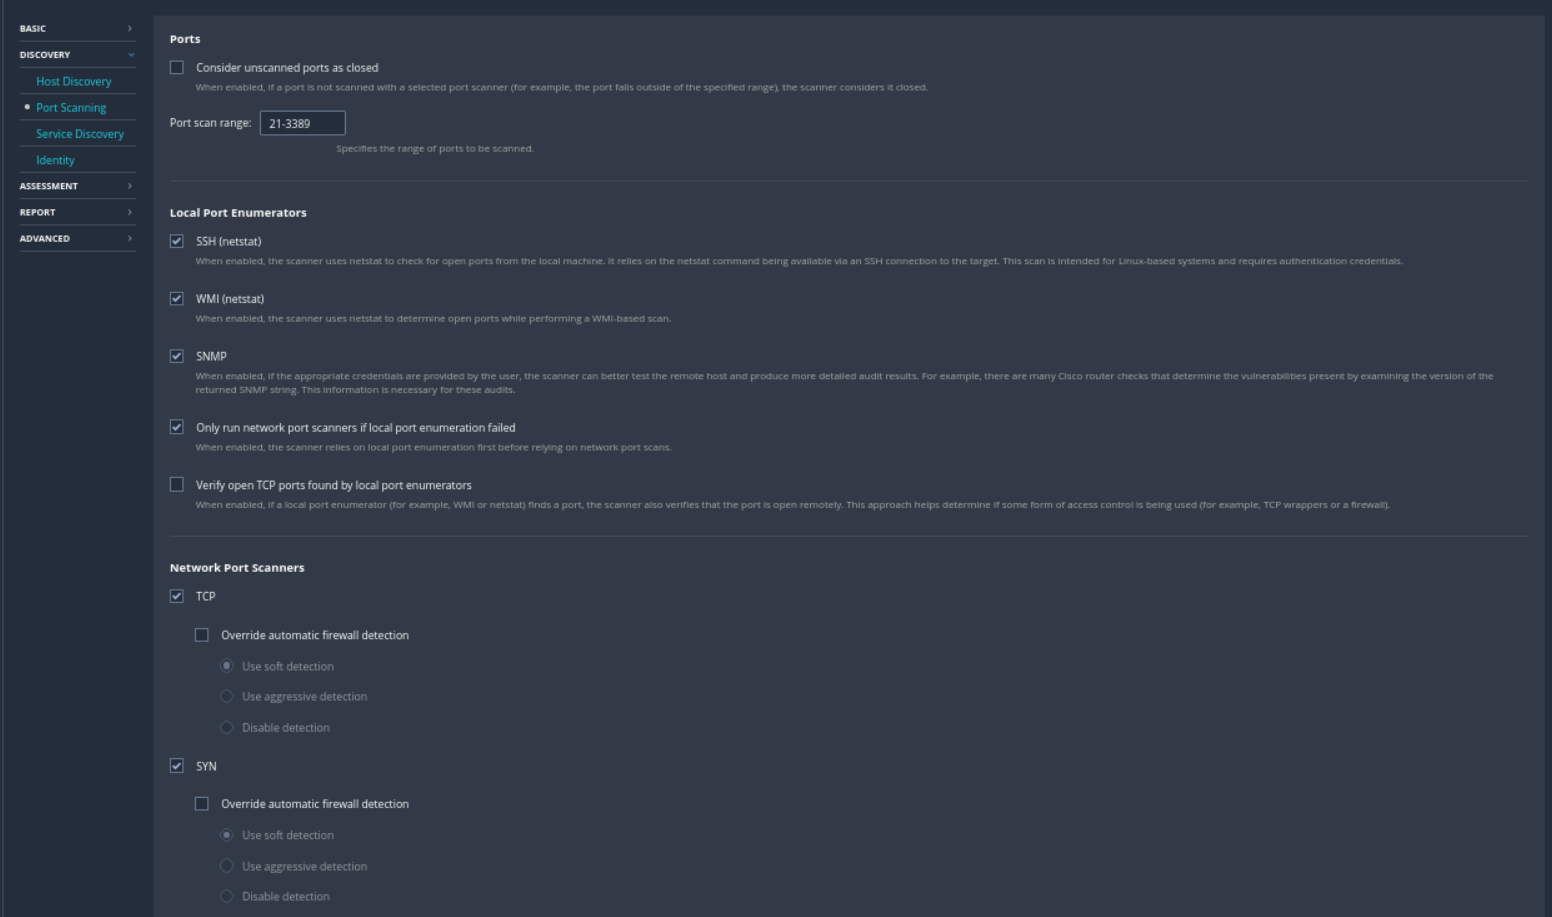 BASIC
DISCOVERY
Host Discovery
Port Scanning
Service Discovery
Identity
ASSESSMENT
REPORT
ADVANCED
Ports
Consider unscanned ports as closed
When enabled, if a port is not scanned with a selected port scanner (for example, the port falls outside of the specified range), the scanner considers it closed.
Port scan range: 21-3389
Specifies the range of ports to be scanned.
Local Port Enumerators
SSH (netstat)
When enabled, the scanner uses netstat to check for open ports from the local machine. It relies on the netstat command being available via an SSH connection to the target. This scan is intended for Linux-based systems and requires authentication credentials.
WMI (netstat)
When enabled, the scanner uses netstat to determine open ports while performing a WMI-based scan.
SNMP
When enabled, if the appropriate credentials are provided by the user, the scanner can better test the remote host and produce more detailed audit results. For example, there are many Cisco router checks that determine the vulnerabilities present by examining the version of the
returned SNMP string. This information is necessary for these audits.
Only run network port scanners if local port enumeration failed
When enabled, the scanner relies on local port enumeration first before relying on network port scans.
Verify open TCP ports found by local port enumerators
When enabled, if a local port enumerator (for example, WMI or netstat) finds a port, the scanner also verifies that the port is open remotely. This approach helps determine if some form of access control is being used (for example, TCP wrappers or a firewall).
Network Port Scanners
TCP
Override automatic firewall detection
Use soft detection
Use aggressive detection
Disable detection
SYN
Override automatic firewall detection
Use soft detection
Use aggressive detection
Disable detection